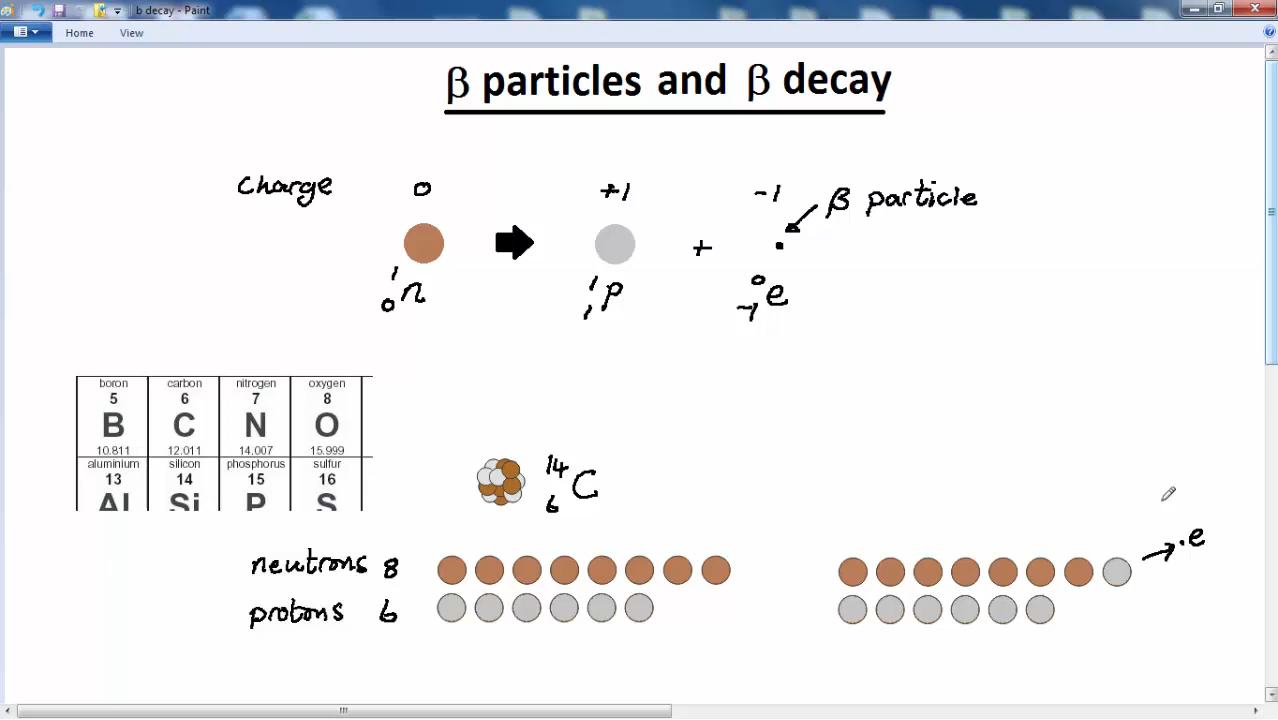 b decay - Paint
Home View
β particles and β decay
charge 0 +1 -1 β particle
+
1 0 n 1 1 p 0 -1 e
boron carbon nitrogen oxygen
5 6 7 8
B C N O
10.811 12.011 14.007 15.999
aluminium silicon phosphorus sulfur
13 14 15 16
Al Si P S
14 6 C
neutrons 8
e
protons 6